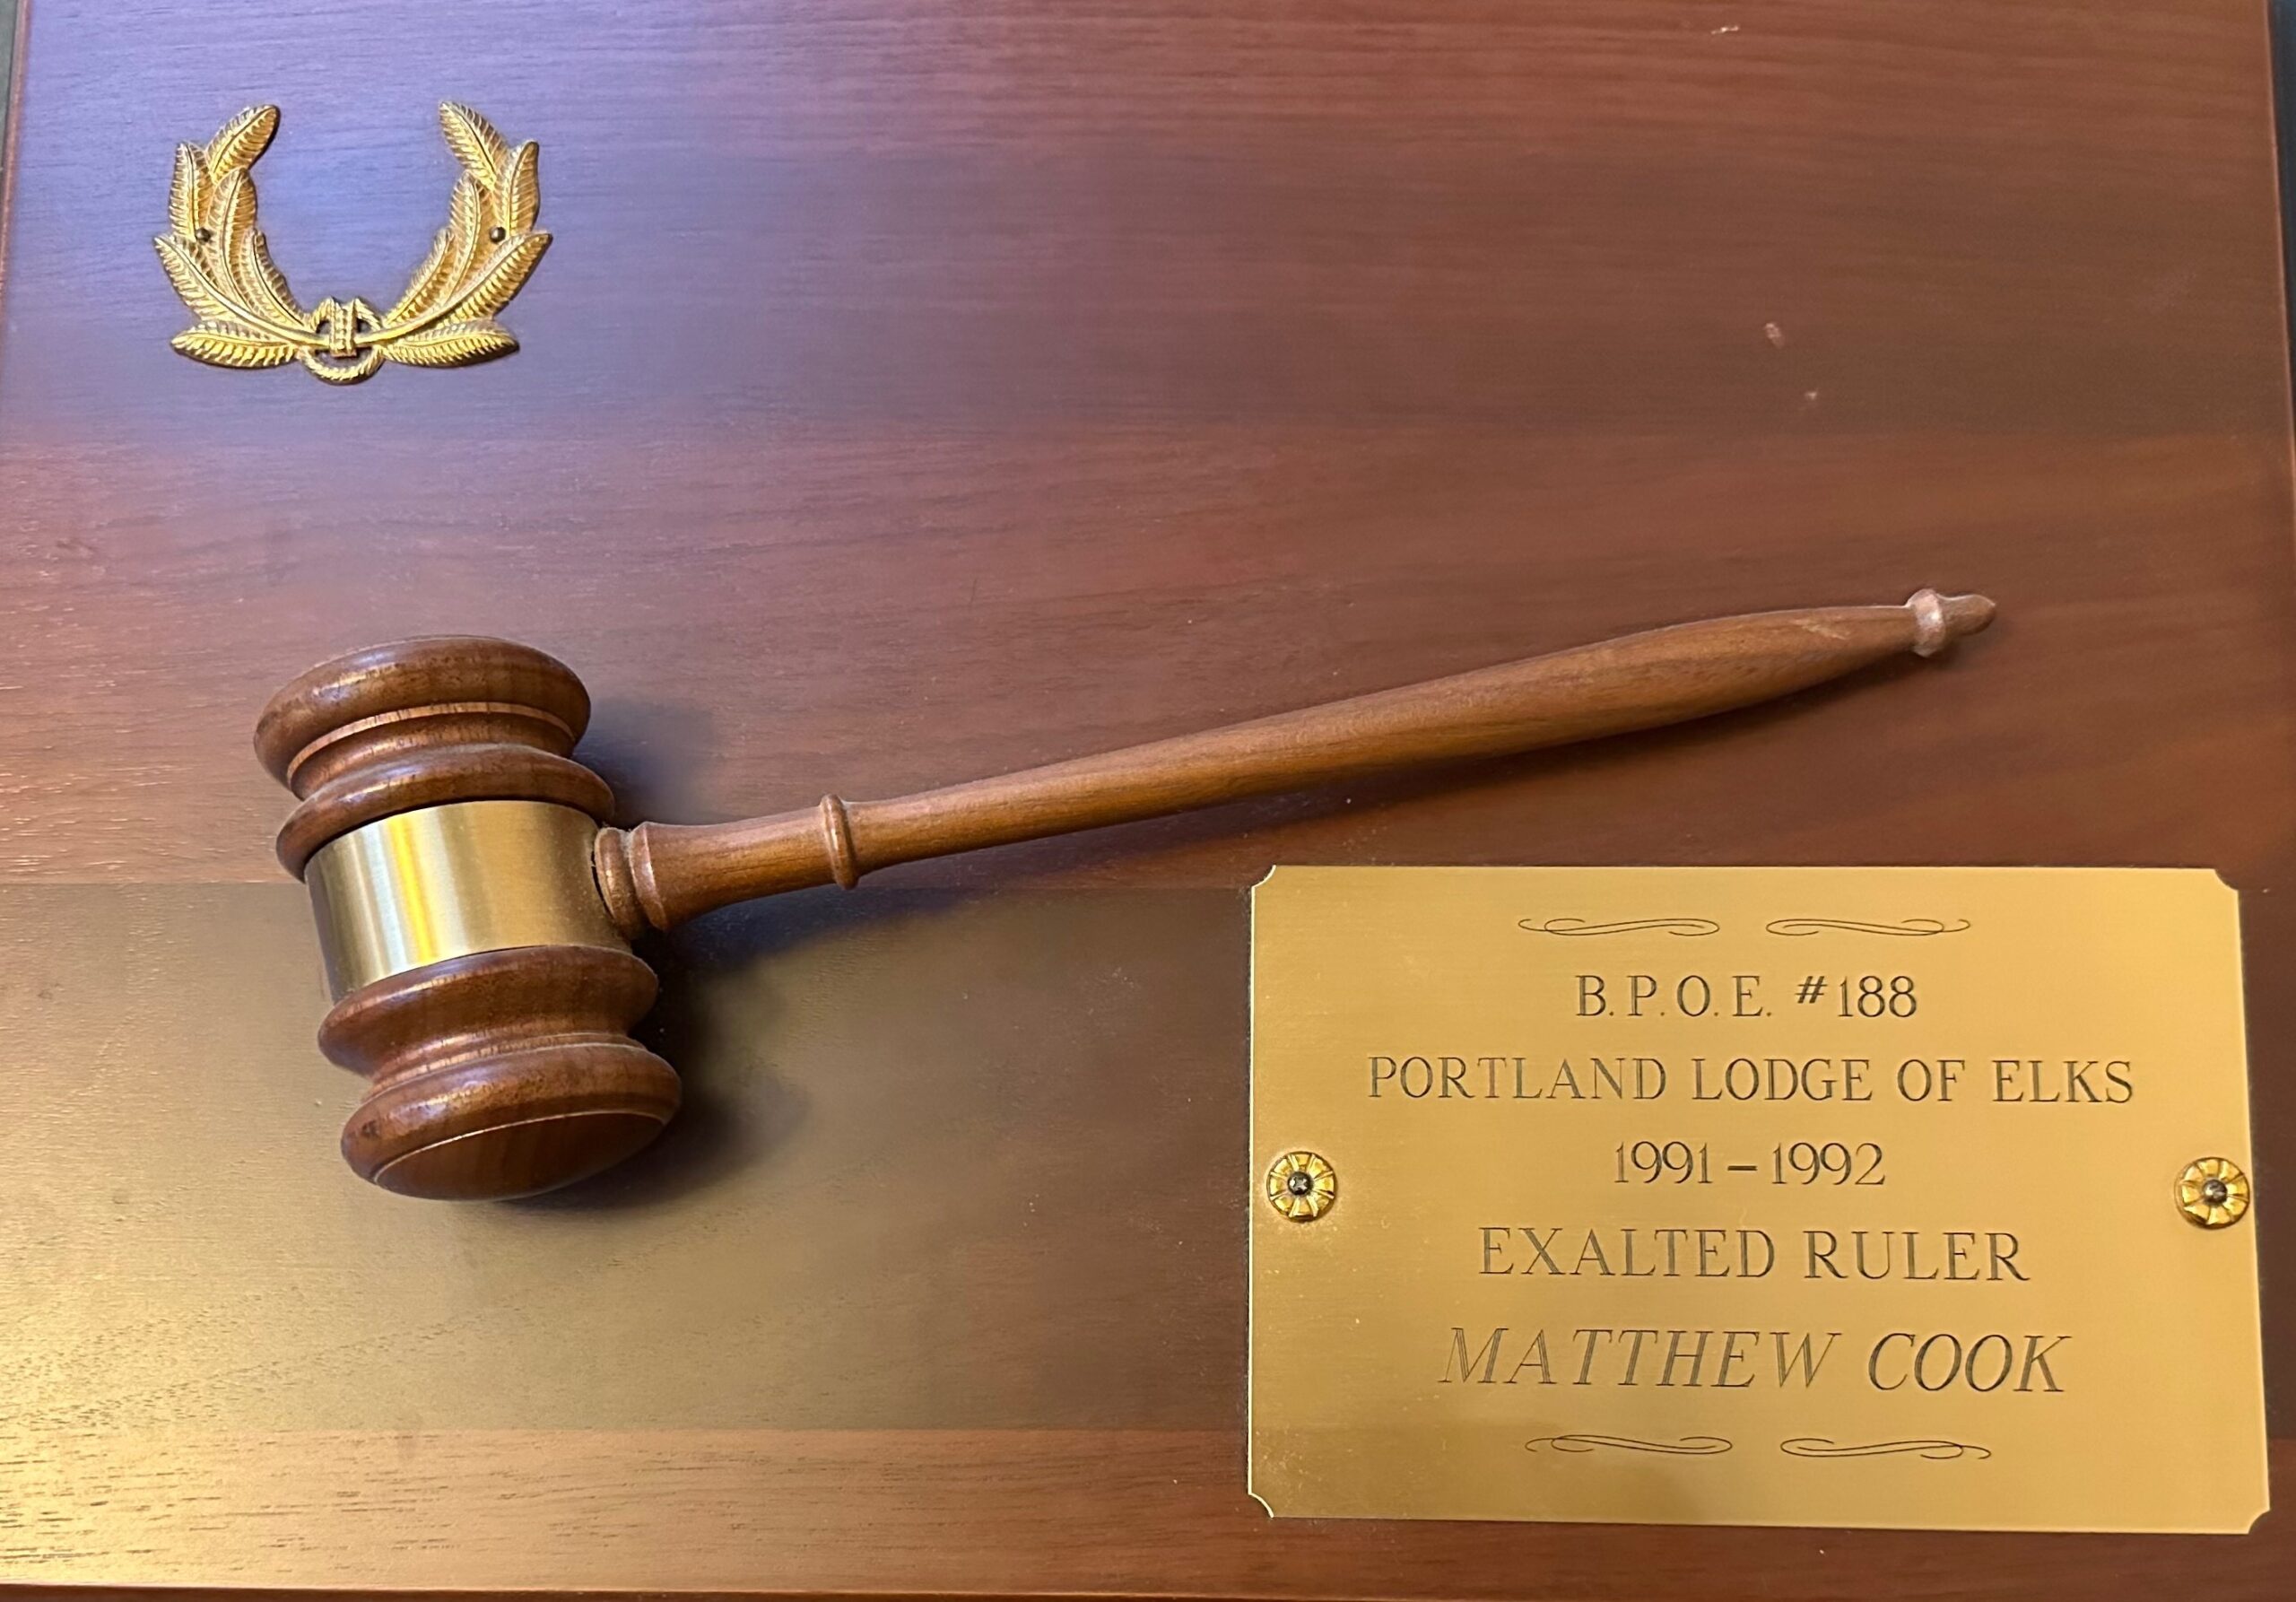 B.P.O.E. #188
PORTLAND LODGE OF ELKS
1991–1992
EXALTED RULER
MATTHEW COOK